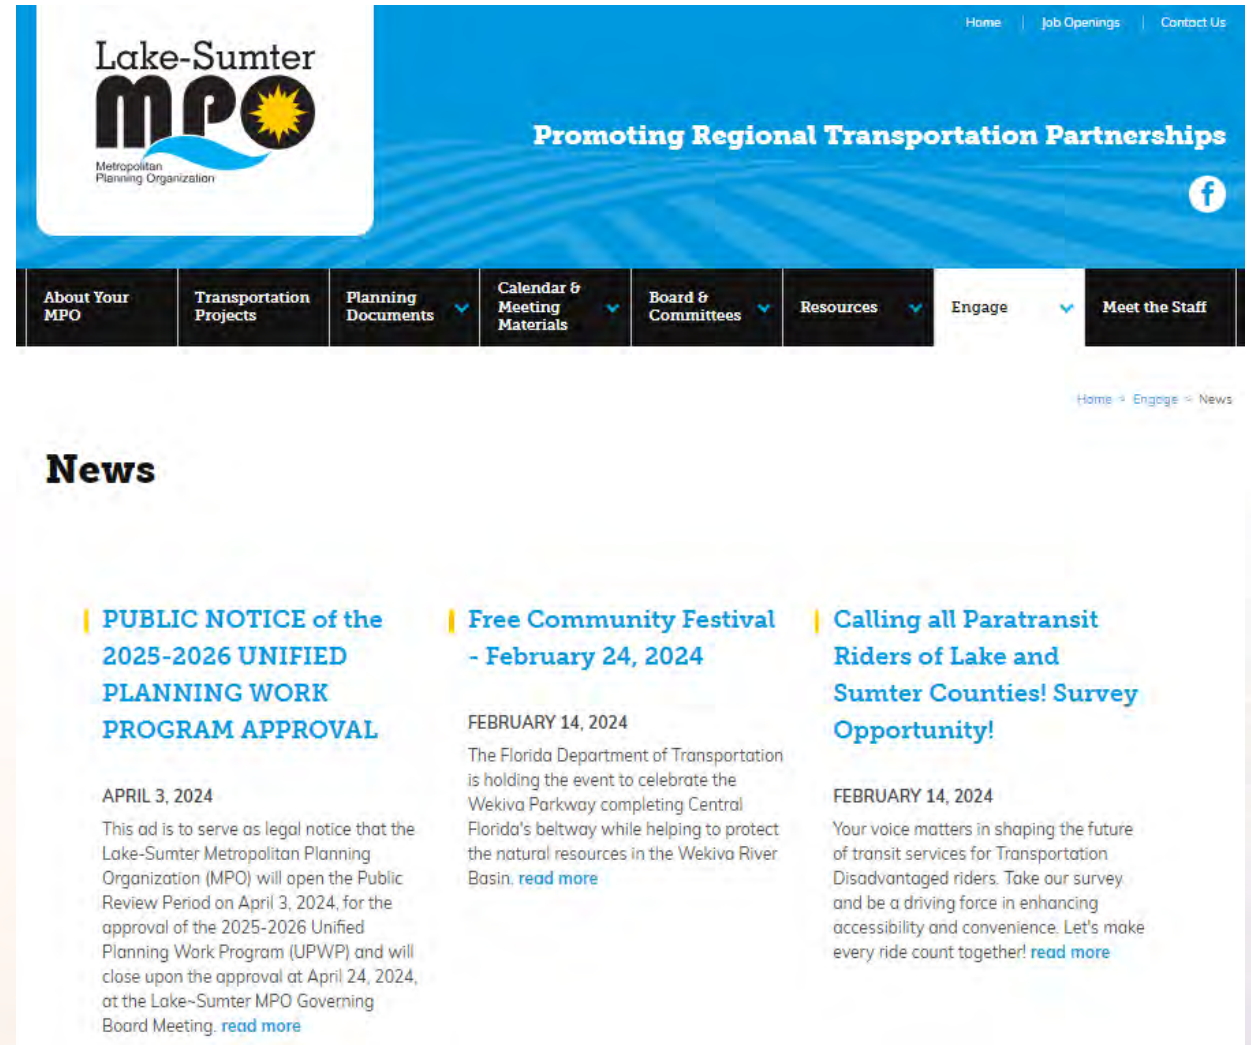 Home
Job Openings
Contact Us
Lake-Sumter
MPO
Metropolitan
Planning Organization
Promoting Regional Transportation Partnerships
f
About Your
MPO
Transportation
Projects
Planning
Documents
Calendar &
Meeting
Materials
Board &
Committees
Resources
Engage
Meet the Staff
Home > Engage > News
News
PUBLIC NOTICE of the
2025-2026 UNIFIED
PLANNING WORK
PROGRAM APPROVAL
APRIL 3, 2024
This ad is to serve as legal notice that the
Lake-Sumter Metropolitan Planning
Organization (MPO) will open the Public
Review Period on April 3, 2024, for the
approval of the 2025-2026 Unified
Planning Work Program (UPWP) and will
close upon the approval at April 24, 2024,
at the Lake~Sumter MPO Governing
Board Meeting. read more
Free Community Festival
- February 24, 2024
FEBRUARY 14, 2024
The Florida Department of Transportation
is holding the event to celebrate the
Wekiva Parkway completing Central
Florida's beltway while helping to protect
the natural resources in the Wekiva River
Basin. read more
Calling all Paratransit
Riders of Lake and
Sumter Counties! Survey
Opportunity!
FEBRUARY 14, 2024
Your voice matters in shaping the future
of transit services for Transportation
Disadvantaged riders. Take our survey
and be a driving force in enhancing
accessibility and convenience. Let's make
every ride count together! read more